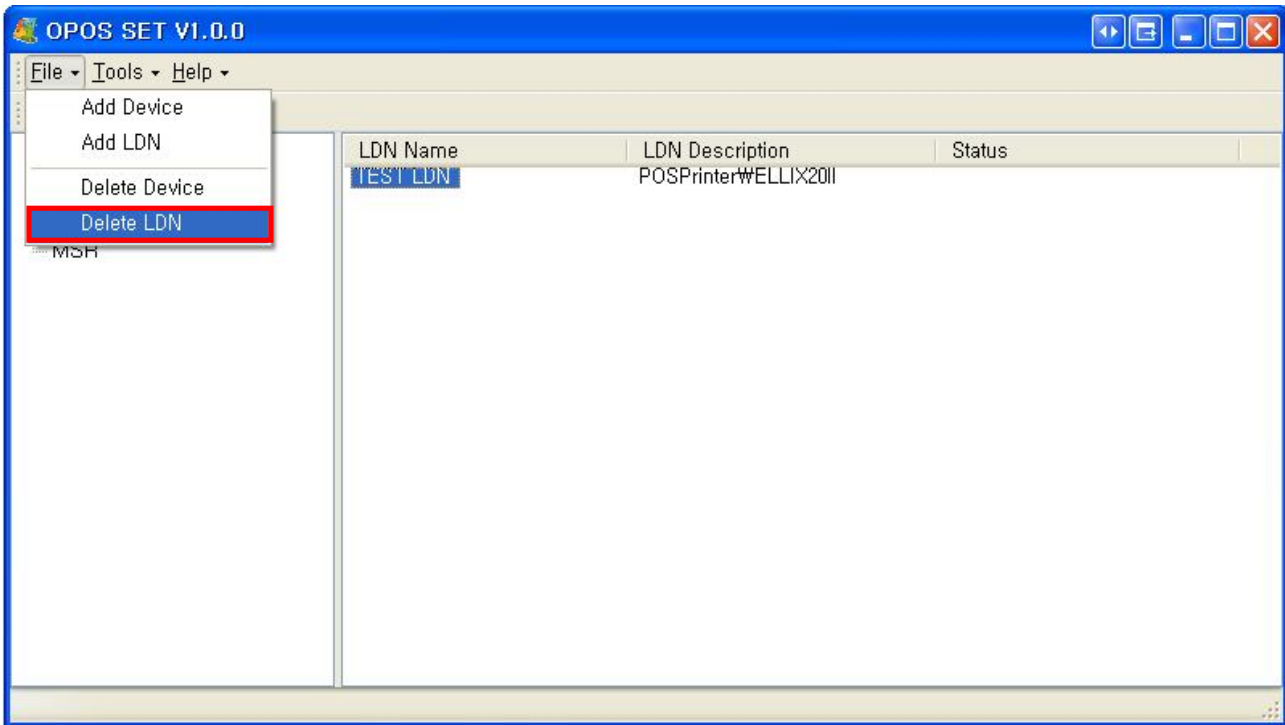 OPOS SET V1.0.0
File Tools Help
Add Device
Add LDN
Delete Device
Delete LDN
MSR
LDN Name LDN Description Status
TEST LDN POSPrinter₩ELLIX20II